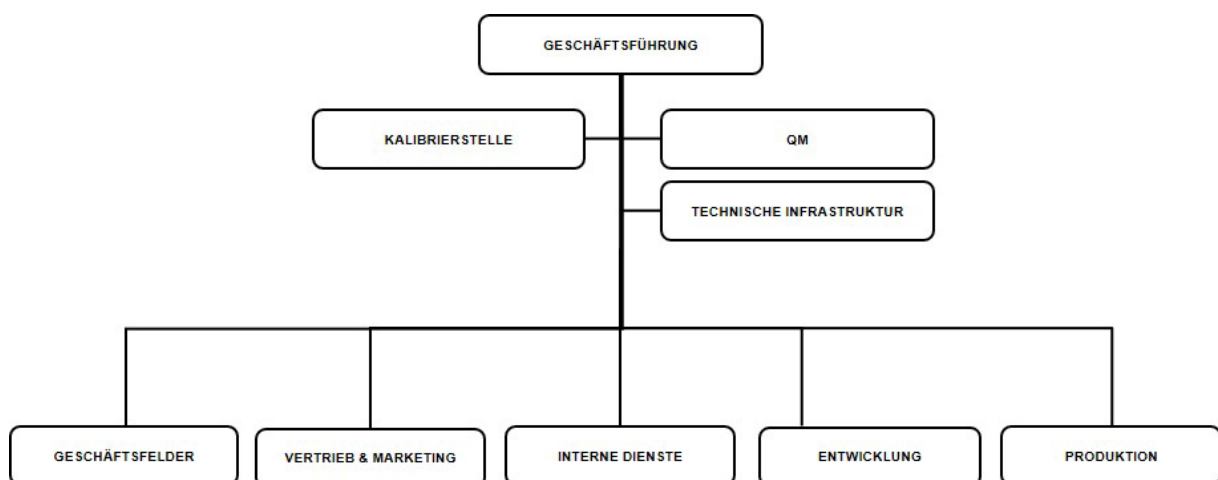 GESCHÄFTSFÜHRUNG
KALIBRIERSTELLE
QM
TECHNISCHE INFRASTRUKTUR
GESCHÄFTSFELDER
VERTRIEB & MARKETING
INTERNE DIENSTE
ENTWICKLUNG
PRODUKTION